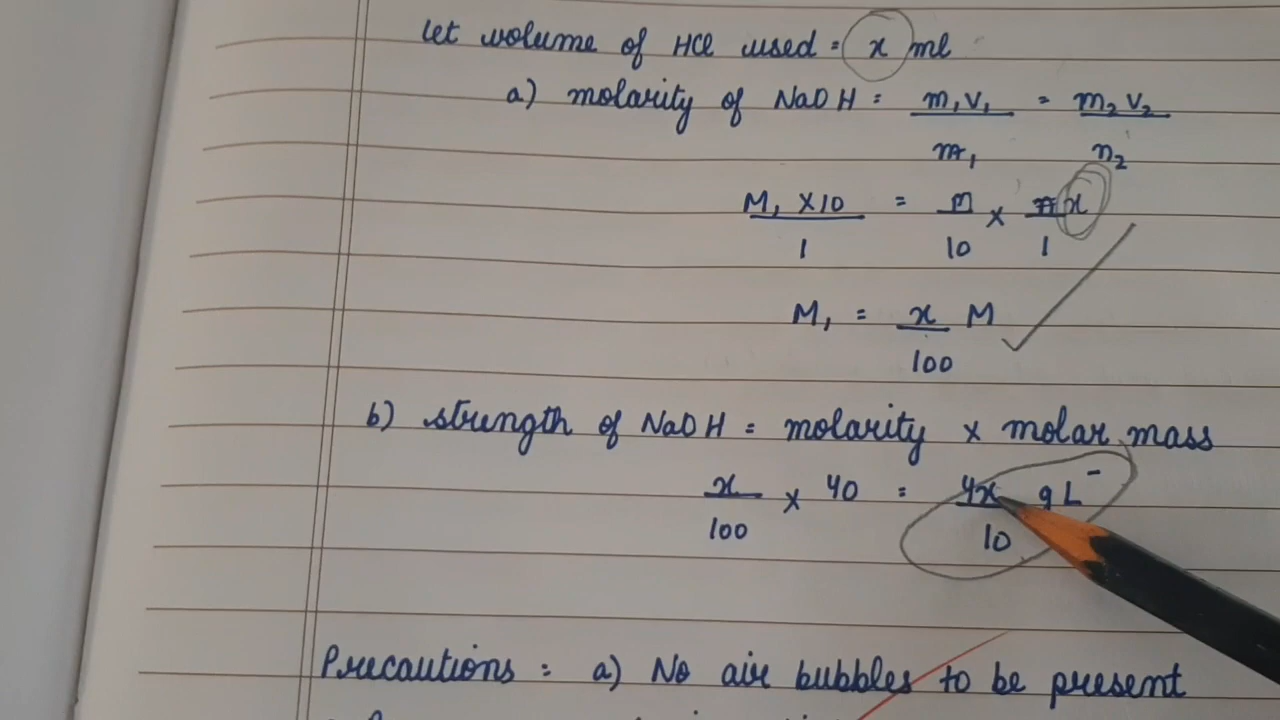 let volume of HCl used = x ml
a) molarity of NaOH = m₁V₁ = m₂V₂
n₁ n₂
M₁ × 10 = M × x
1 10 1
M₁ = x M
100
b) strength of NaOH = molarity × molar mass
x × 40 = 4x g L⁻
100 10
Precautions : a) No air bubbles to be present